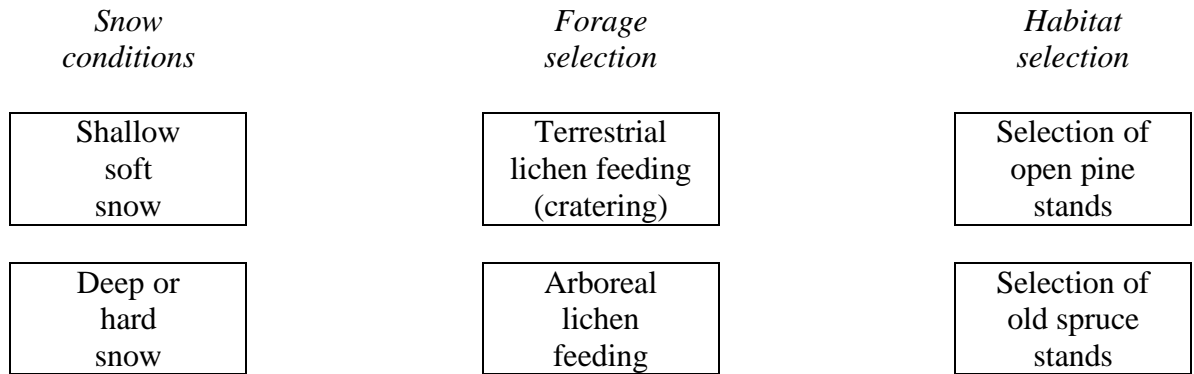 Snow
conditions
Forage
selection
Habitat
selection
Shallow
soft
snow
Terrestrial
lichen feeding
(cratering)
Selection of
open pine
stands
Deep or
hard
snow
Arboreal
lichen
feeding
Selection of
old spruce
stands